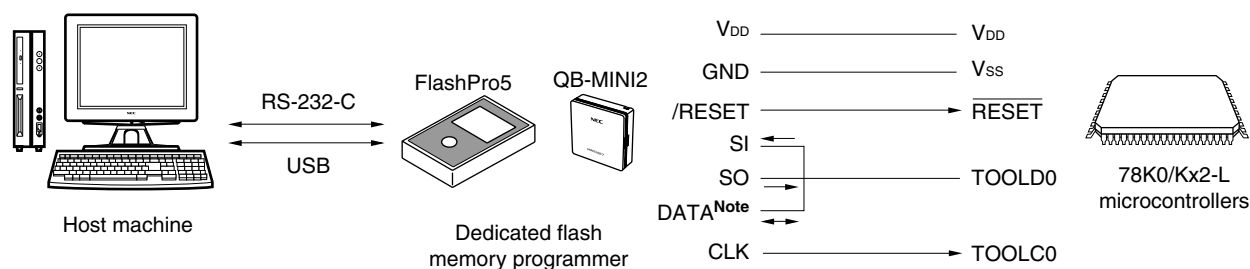 RS-232-C
USB
Host machine
FlashPro5
QB-MINI2
NEC
NEC
Dedicated flash
memory programmer
VDD
GND
/RESET
SI
SO
DATANote
CLK
VDD
VSS
RESET
TOOLD0
TOOLC0
78K0/Kx2-L
microcontrollers